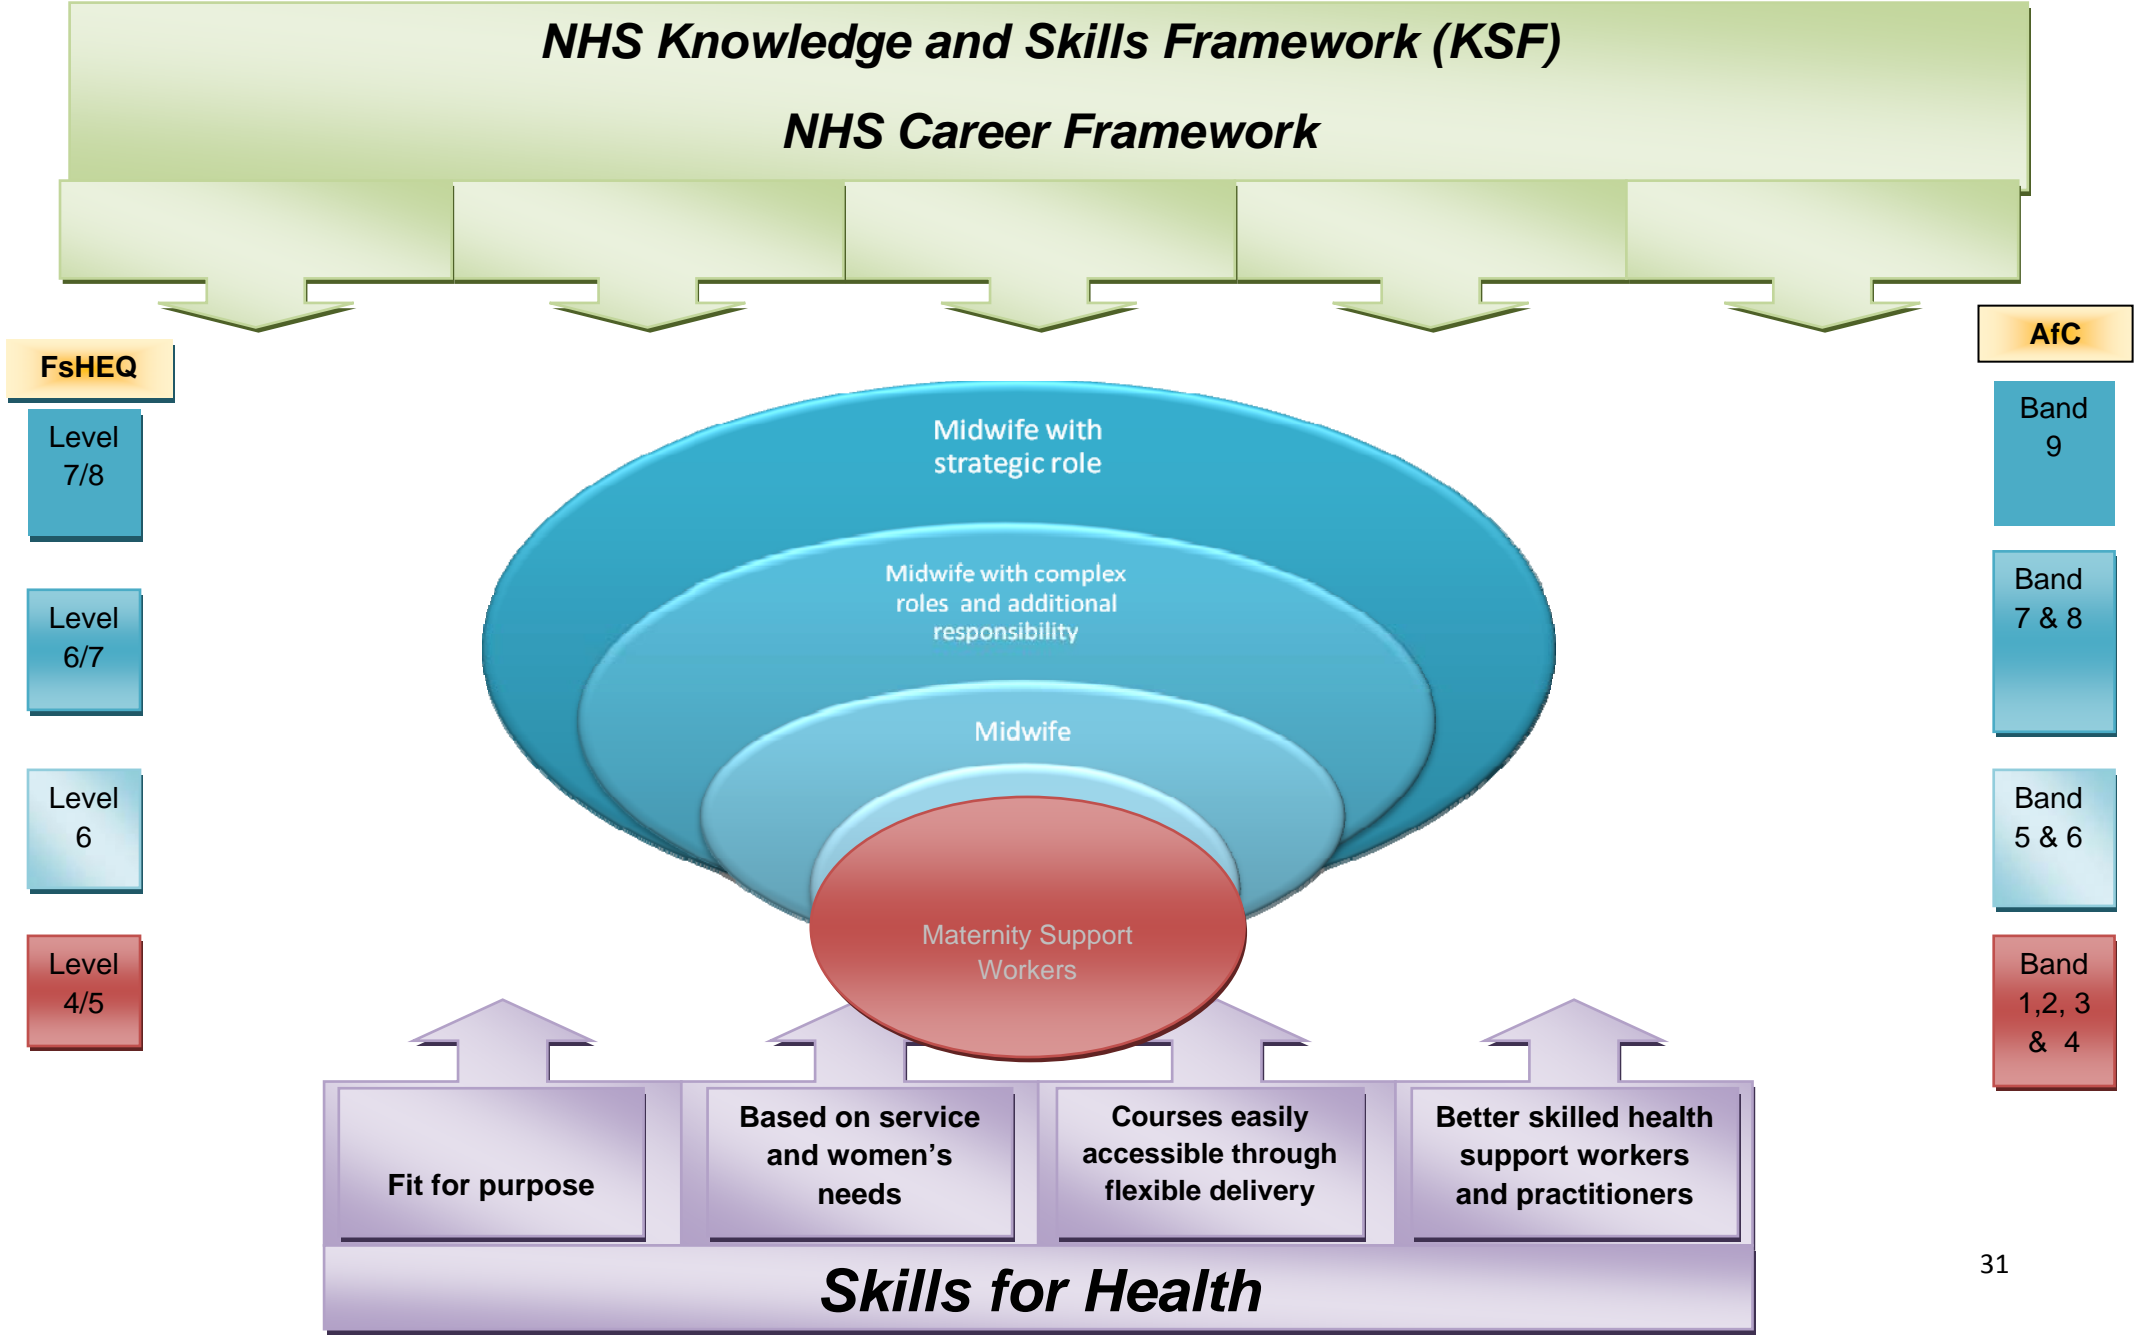 NHS Knowledge and Skills Framework (KSF)
NHS Career Framework
FsHEQ
Level
7/8
Level
6/7
Level
6
Level
4/5
Midwife with
strategic role
Midwife with complex
roles and additional
responsibility
Midwife
Maternity Support
Workers
AfC
Band
9
Band
7 & 8
Band
5 & 6
Band
1,2, 3
& 4
Fit for purpose
Based on service
and women’s
needs
Courses easily
accessible through
flexible delivery
Better skilled health
support workers
and practitioners
Skills for Health
31